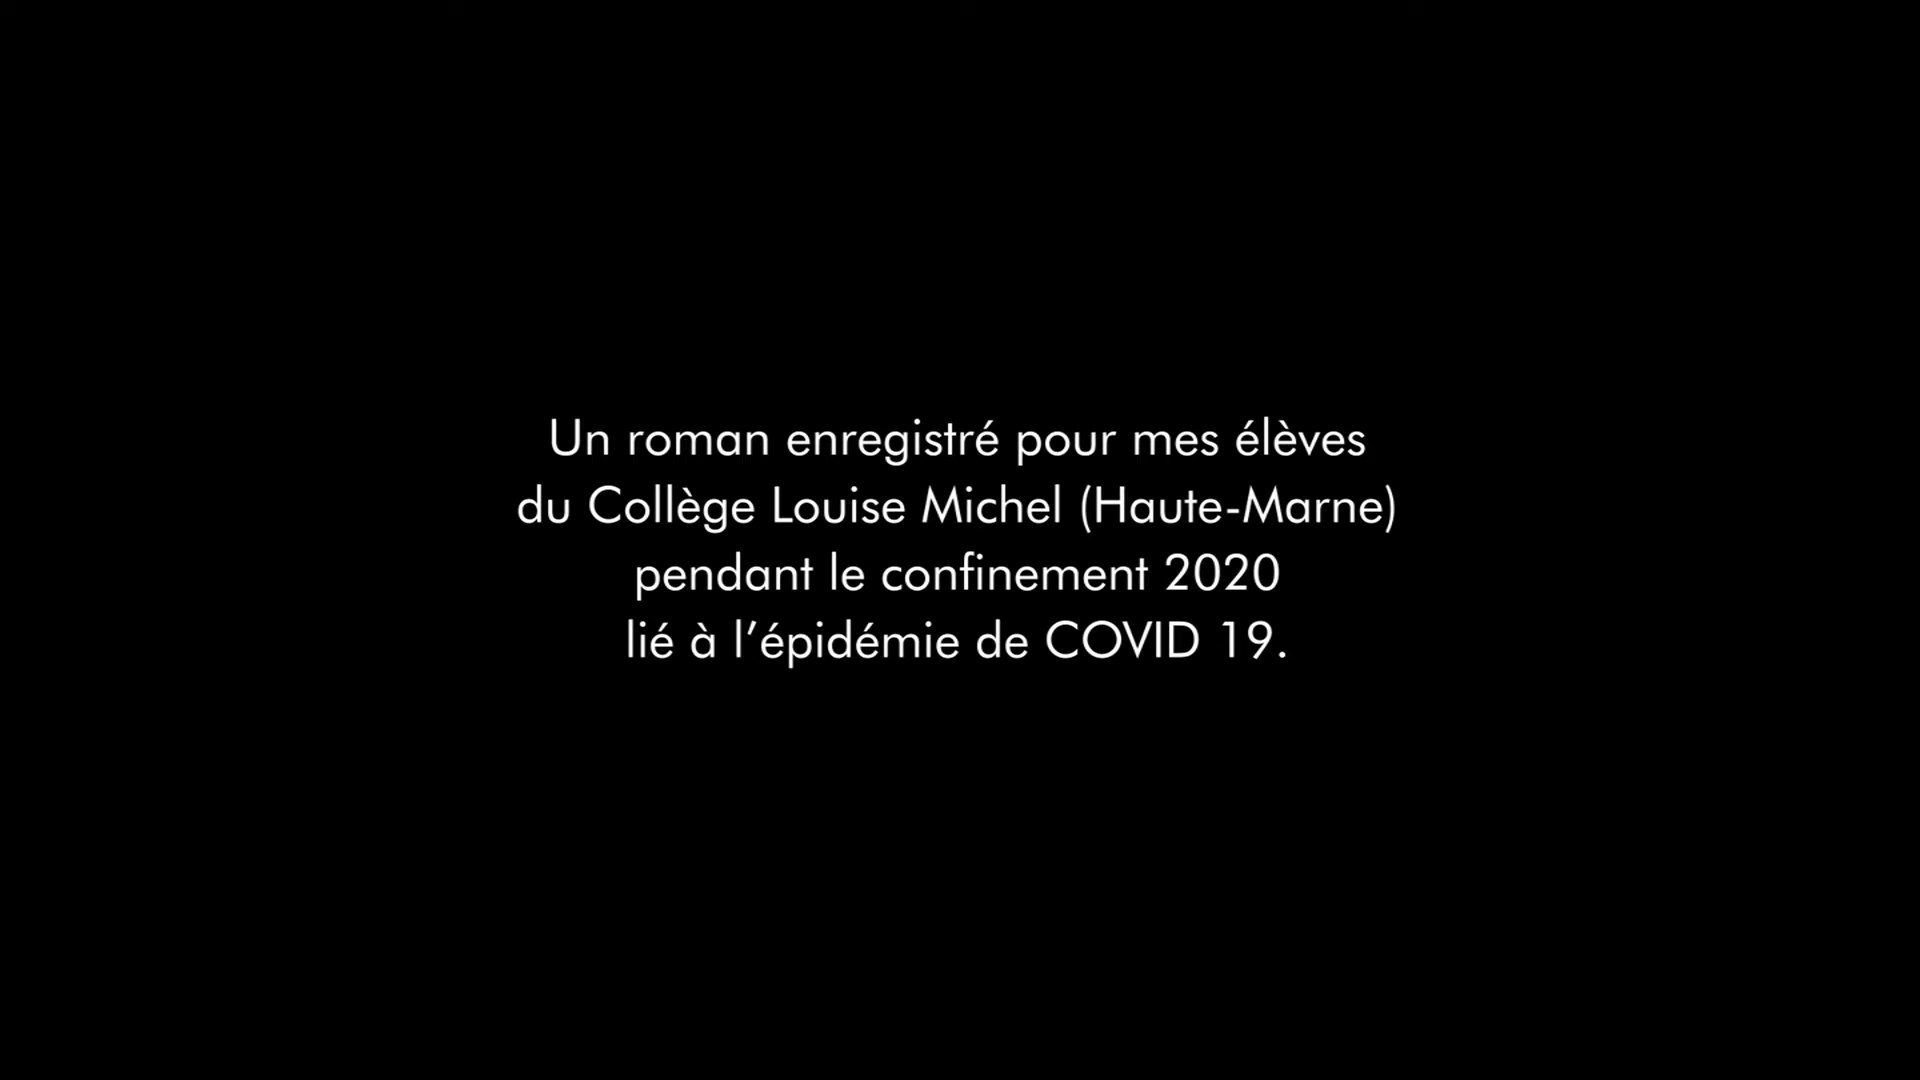 Un roman enregistré pour mes élèves
du Collège Louise Michel (Haute-Marne)
pendant le confinement 2020
lié à l’épidémie de COVID 19.